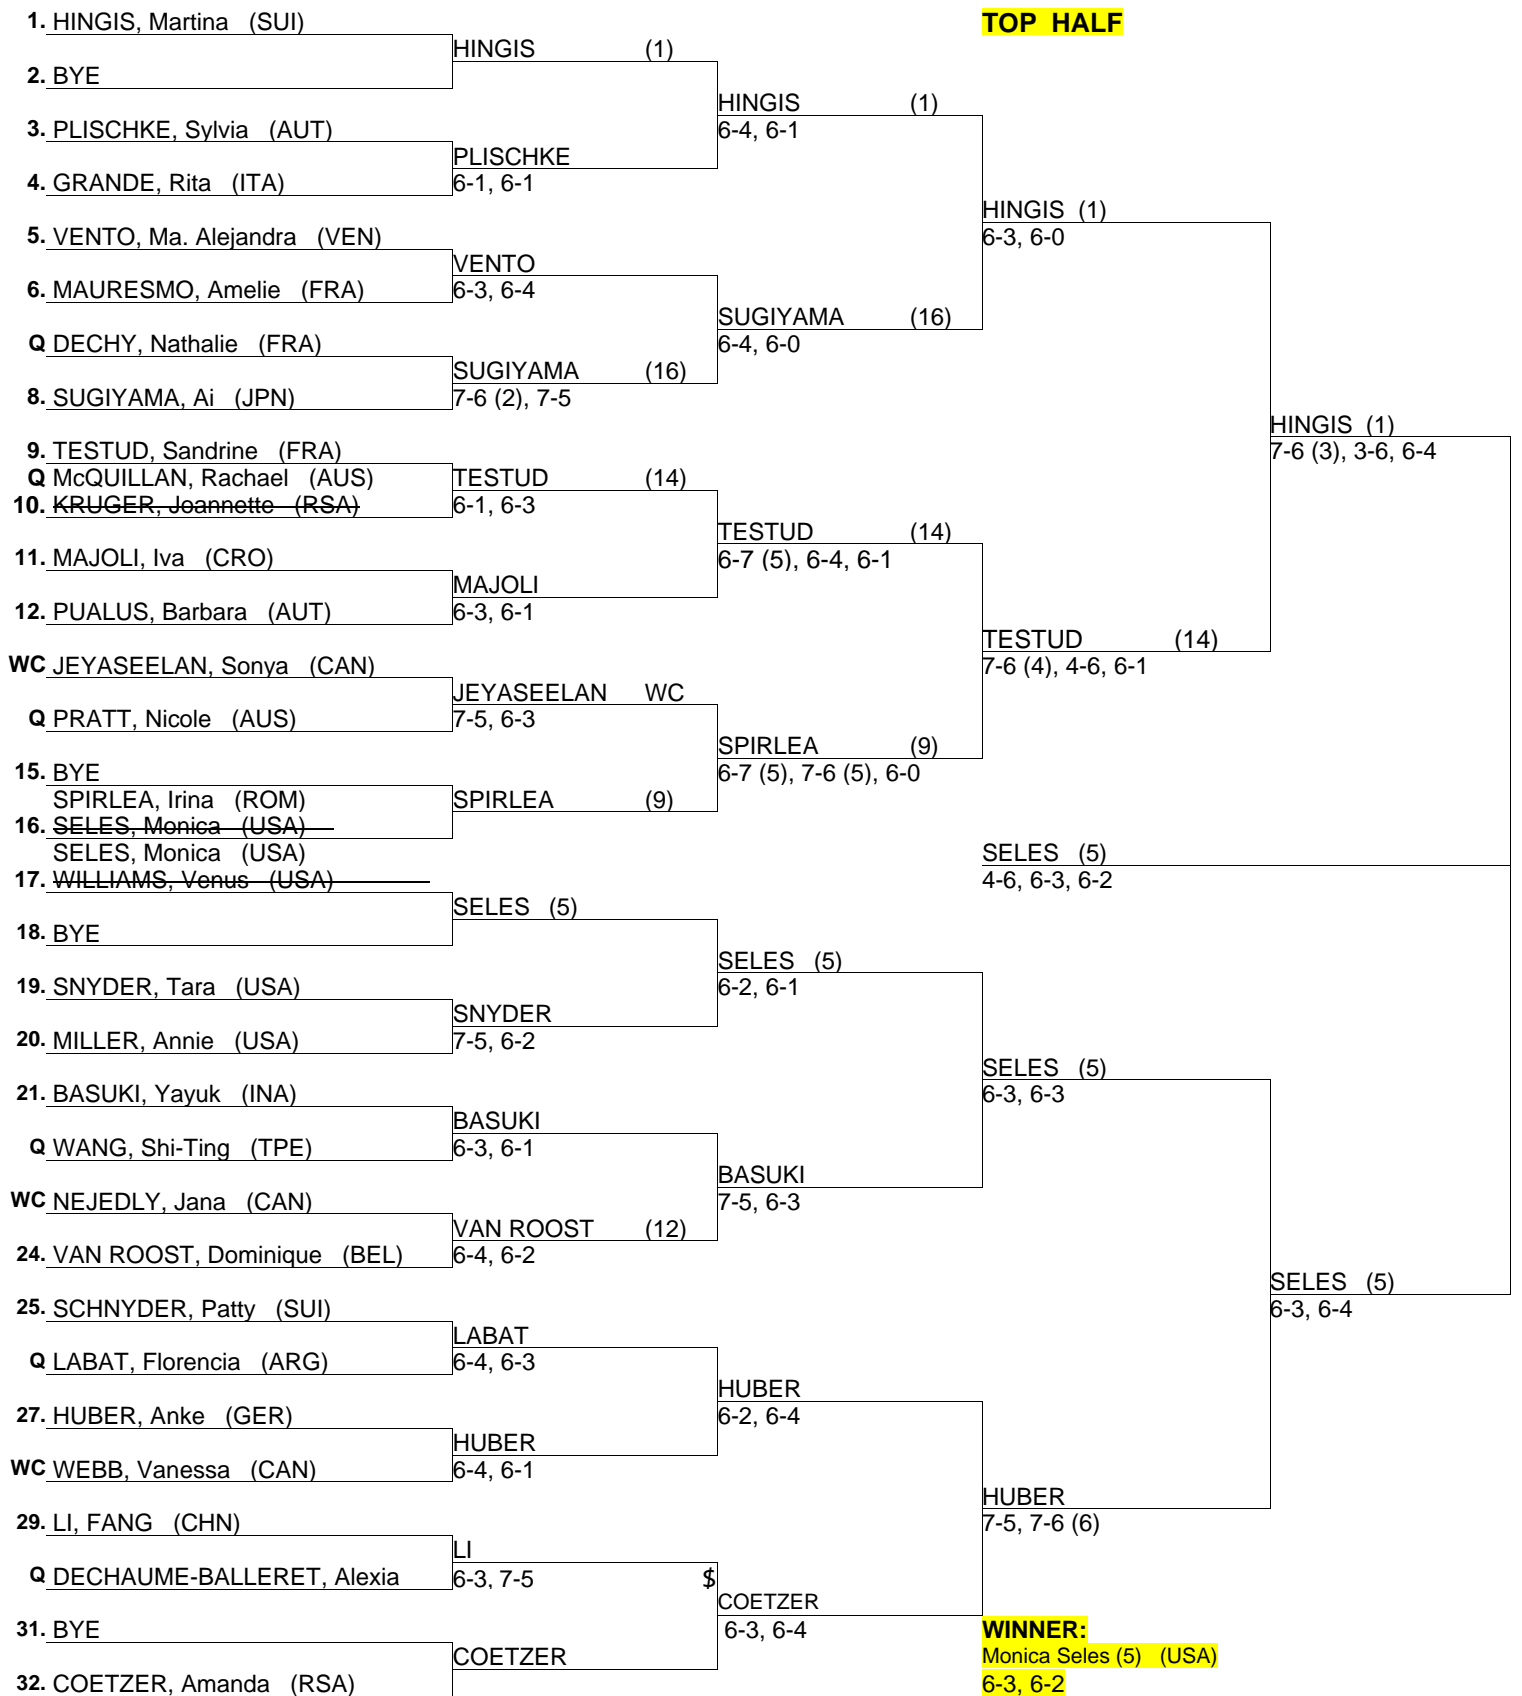 1. HINGIS, Martina (SUI)
TOP HALF
HINGIS (1)
2. BYE
HINGIS (1)
3. PLISCHKE, Sylvia (AUT)
6-4, 6-1
PLISCHKE
4. GRANDE, Rita (ITA)
6-1, 6-1
HINGIS (1)
5. VENTO, Ma. Alejandra (VEN)
6-3, 6-0
VENTO
6. MAURESMO, Amelie (FRA)
6-3, 6-4
SUGIYAMA (16)
Q DECHY, Nathalie (FRA)
6-4, 6-0
SUGIYAMA (16)
8. SUGIYAMA, Ai (JPN)
7-6 (2), 7-5
HINGIS (1)
9. TESTUD, Sandrine (FRA)
7-6 (3), 3-6, 6-4
Q McQUILLAN, Rachael (AUS)
TESTUD (14)
10. KRUGER, Joannette (RSA)
6-1, 6-3
TESTUD (14)
11. MAJOLI, Iva (CRO)
6-7 (5), 6-4, 6-1
MAJOLI
12. PUALUS, Barbara (AUT)
6-3, 6-1
TESTUD (14)
WC JEYASEELAN, Sonya (CAN)
7-6 (4), 4-6, 6-1
JEYASEELAN WC
Q PRATT, Nicole (AUS)
7-5, 6-3
SPIRLEA (9)
15. BYE
6-7 (5), 7-6 (5), 6-0
SPIRLEA, Irina (ROM)
SPIRLEA (9)
16. SELES, Monica (USA)
SELES, Monica (USA)
SELES (5)
17. WILLIAMS, Venus (USA)
4-6, 6-3, 6-2
SELES (5)
18. BYE
SELES (5)
19. SNYDER, Tara (USA)
6-2, 6-1
SNYDER
20. MILLER, Annie (USA)
7-5, 6-2
SELES (5)
21. BASUKI, Yayuk (INA)
6-3, 6-3
BASUKI
Q WANG, Shi-Ting (TPE)
6-3, 6-1
BASUKI
WC NEJEDLY, Jana (CAN)
7-5, 6-3
VAN ROOST (12)
24. VAN ROOST, Dominique (BEL)
6-4, 6-2
SELES (5)
25. SCHNYDER, Patty (SUI)
6-3, 6-4
LABAT
Q LABAT, Florencia (ARG)
6-4, 6-3
HUBER
27. HUBER, Anke (GER)
6-2, 6-4
HUBER
WC WEBB, Vanessa (CAN)
6-4, 6-1
HUBER
29. LI, FANG (CHN)
7-5, 7-6 (6)
LI
Q DECHAUME-BALLERET, Alexia
6-3, 7-5 $
COETZER
31. BYE
6-3, 6-4
WINNER:
COETZER
Monica Seles (5) (USA)
32. COETZER, Amanda (RSA)
6-3, 6-2